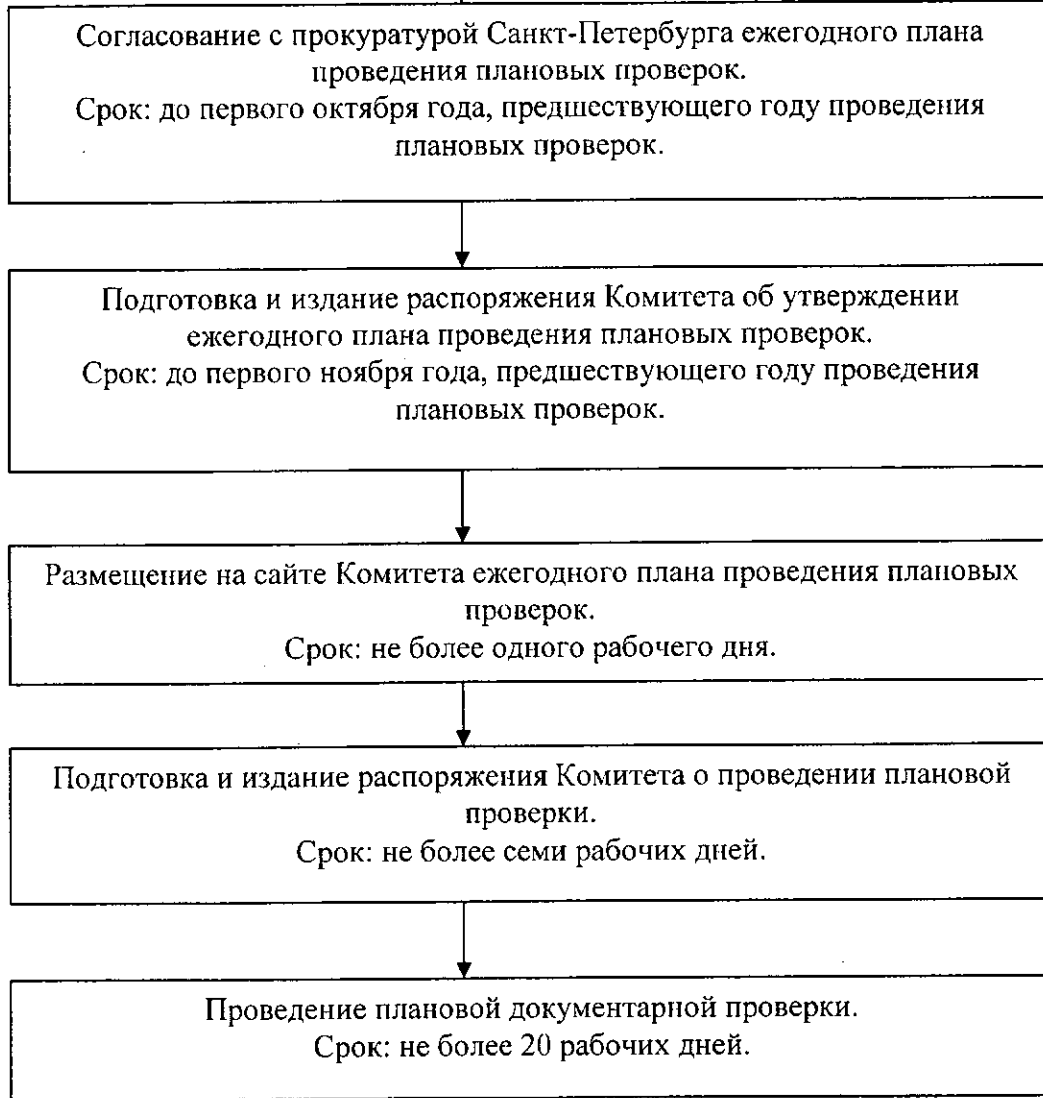 Согласование с прокуратурой Санкт-Петербурга ежегодного плана
проведения плановых проверок.
Срок: до первого октября года, предшествующего году проведения
плановых проверок.
Подготовка и издание распоряжения Комитета об утверждении
ежегодного плана проведения плановых проверок.
Срок: до первого ноября года, предшествующего году проведения
плановых проверок.
Размещение на сайте Комитета ежегодного плана проведения плановых
проверок.
Срок: не более одного рабочего дня.
Подготовка и издание распоряжения Комитета о проведении плановой
проверки.
Срок: не более семи рабочих дней.
Проведение плановой документарной проверки.
Срок: не более 20 рабочих дней.